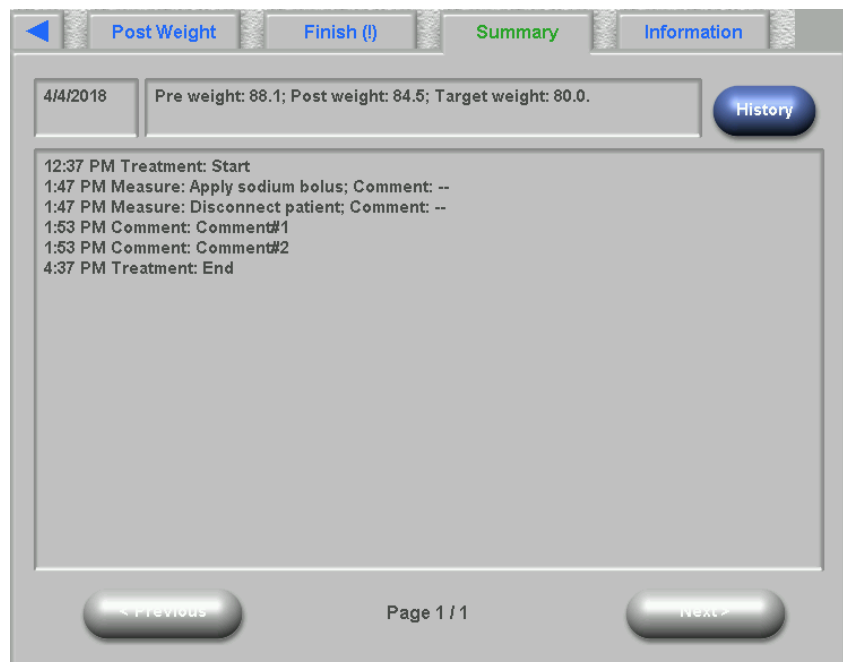 Post Weight
Finish (!)
Summary
Information
4/4/2018
Pre weight: 88.1; Post weight: 84.5; Target weight: 80.0.
History
12:37 PM Treatment: Start
1:47 PM Measure: Apply sodium bolus; Comment: --
1:47 PM Measure: Disconnect patient; Comment: --
1:53 PM Comment: Comment#1
1:53 PM Comment: Comment#2
4:37 PM Treatment: End
< Previous
Page 1 / 1
Next >